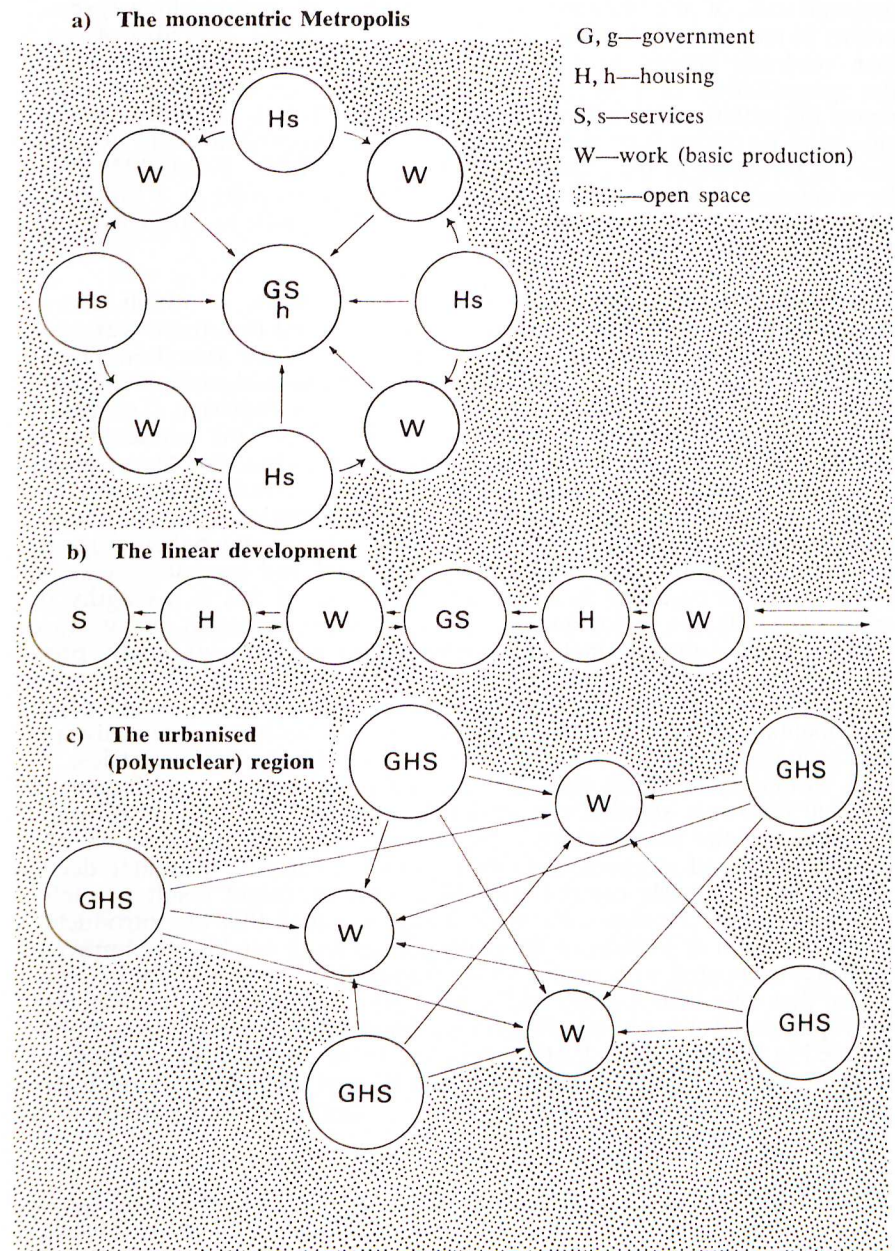 a) The monocentric Metropolis
G, g—government
H, h—housing
S, s—services
W—work (basic production)
—open space
Hs
W
W
Hs
GS
h
Hs
W
W
Hs
b) The linear development
S
H
W
GS
H
W
c) The urbanised
(polynuclear) region
GHS
GHS
W
GHS
W
W
GHS
GHS